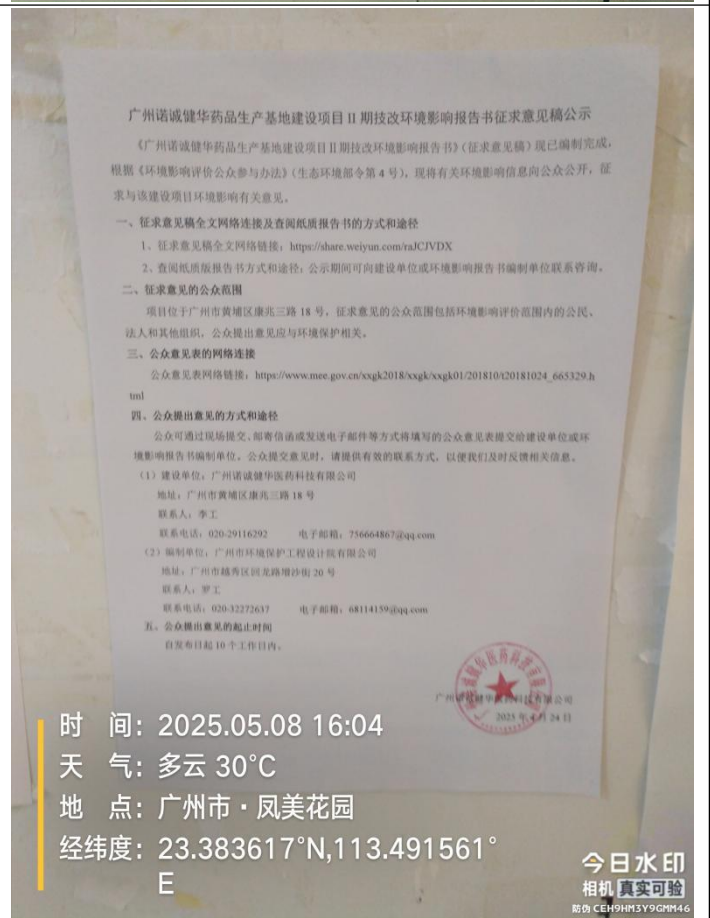 广州诺诚健华药品生产基地建设项目 II 期技改环境影响报告书征求意见稿公示
《广州诺诚健华药品生产基地建设项目 II 期技改环境影响报告书》（征求意见稿）现已编制完成，
根据《环境影响评价公众参与办法》（生态环境部令第 4 号），现将有关环境影响信息向公众公开，征
求与该建设项目环境影响有关意见。
一、征求意见稿全文网络连接及查阅纸质报告书的方式和途径
1、征求意见稿全文网络链接：https://share.weiyun.com/raJCJVDX
2、查阅纸质版报告书方式和途径：公示期间可向建设单位或环境影响报告书编制单位联系咨询。
二、征求意见的公众范围
项目位于广州市黄埔区康兆三路 18 号，征求意见的公众范围包括环境影响评价范围内的公民、
法人和其他组织，公众提出意见应与环境保护相关。
三、公众意见表的网络连接
公众意见表网络链接：https://www.mee.gov.cn/xxgk2018/xxgk/xxgk01/201810/t20181024_665329.h
tml
四、公众提出意见的方式和途径
公众可通过现场提交、邮寄信函或发送电子邮件等方式将填写的公众意见表提交给建设单位或环
境影响报告书编制单位，公众提交意见时，请提供有效的联系方式，以便我们及时反馈相关信息。
（1）建设单位：广州诺诚健华医药科技有限公司
地址：广州市黄埔区康兆三路 18 号
联系人：李工
联系电话：020-29116292 电子邮箱：756664867@qq.com
（2）编制单位：广州市环境保护工程设计院有限公司
地址：广州市越秀区回龙路增沙街 20 号
联系人：罗工
联系电话：020-32272637 电子邮箱：68114159@qq.com
五、公众提出意见的起止时间
自发布日起 10 个工作日内。
广州诺诚健华医药科技有限公司
2025 年 4 月 24 日
时 间：2025.05.08 16:04
天 气：多云 30°C
地 点：广州市·凤美花园
经纬度：23.383617°N,113.491561°
E
今日水印
相机 真实可验
防伪 CEH9HM3Y9GMM46